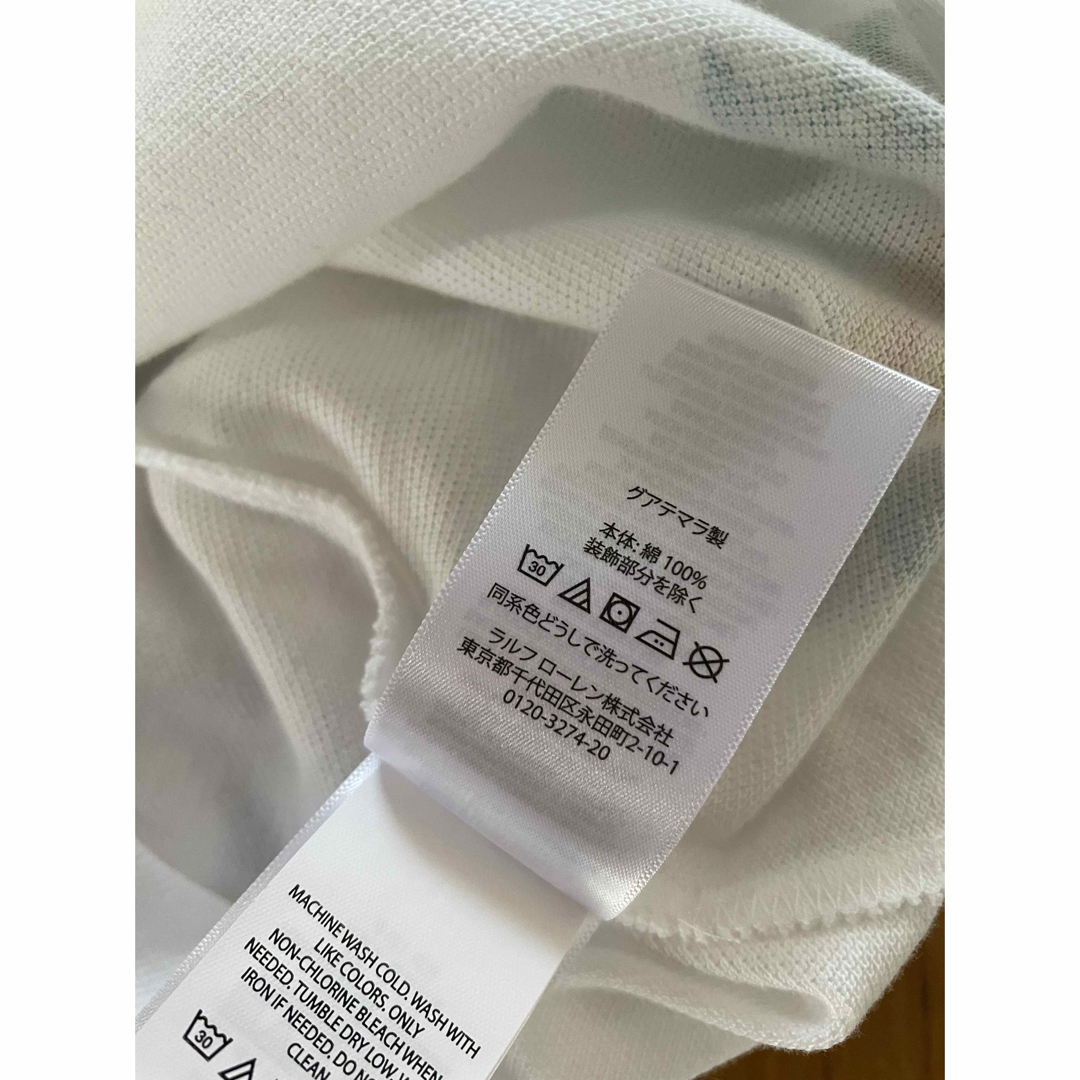 グアテマラ製
本体: 綿 100%
装飾部分を除く
30
同系色どうしで洗ってください
ラルフ ローレン株式会社
東京都千代田区永田町2-10-1
0120-3274-20
MACHINE WASH COLD, WASH WITH
LIKE COLORS, ONLY
NON-CHLORINE BLEACH WHEN
NEEDED, TUMBLE DRY LOW,
IRON IF NEEDED, DO
CLEAN
30